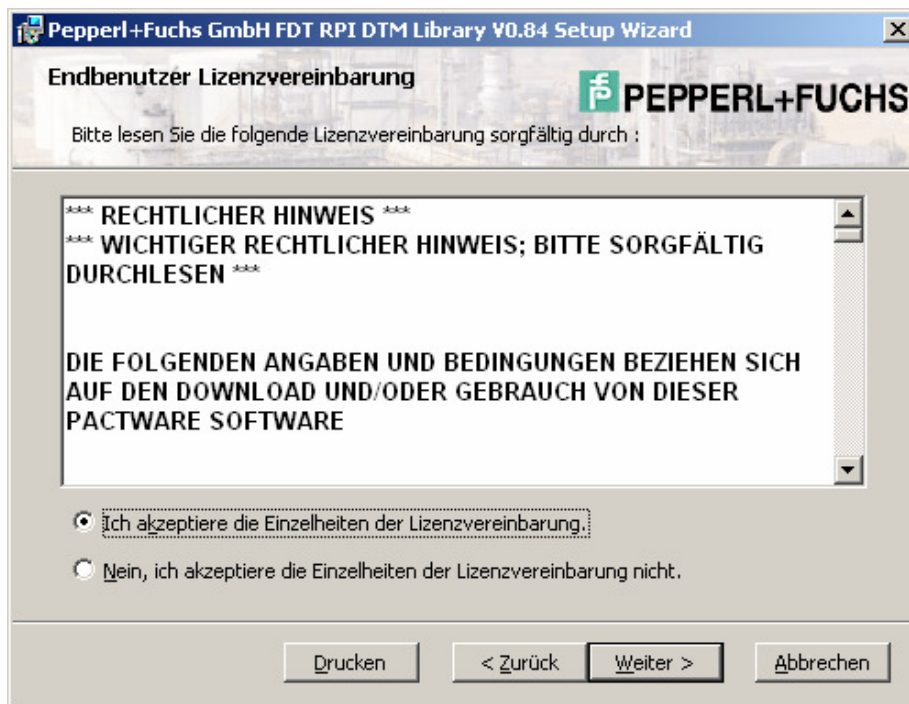 Pepperl+Fuchs GmbH FDT RPI DTM Library V0.84 Setup Wizard
Endbenutzer Lizenzvereinbarung
PEPPERL+FUCHS
Bitte lesen Sie die folgende Lizenzvereinbarung sorgfältig durch :
*** RECHTLICHER HINWEIS ***
*** WICHTIGER RECHTLICHER HINWEIS; BITTE SORGFÄLTIG
DURCHLESEN ***
DIE FOLGENDEN ANGABEN UND BEDINGUNGEN BEZIEHEN SICH
AUF DEN DOWNLOAD UND/ODER GEBRAUCH VON DIESER
PACTWARE SOFTWARE
Ich akzeptiere die Einzelheiten der Lizenzvereinbarung.
Nein, ich akzeptiere die Einzelheiten der Lizenzvereinbarung nicht.
Drucken
< Zurück
Weiter >
Abbrechen